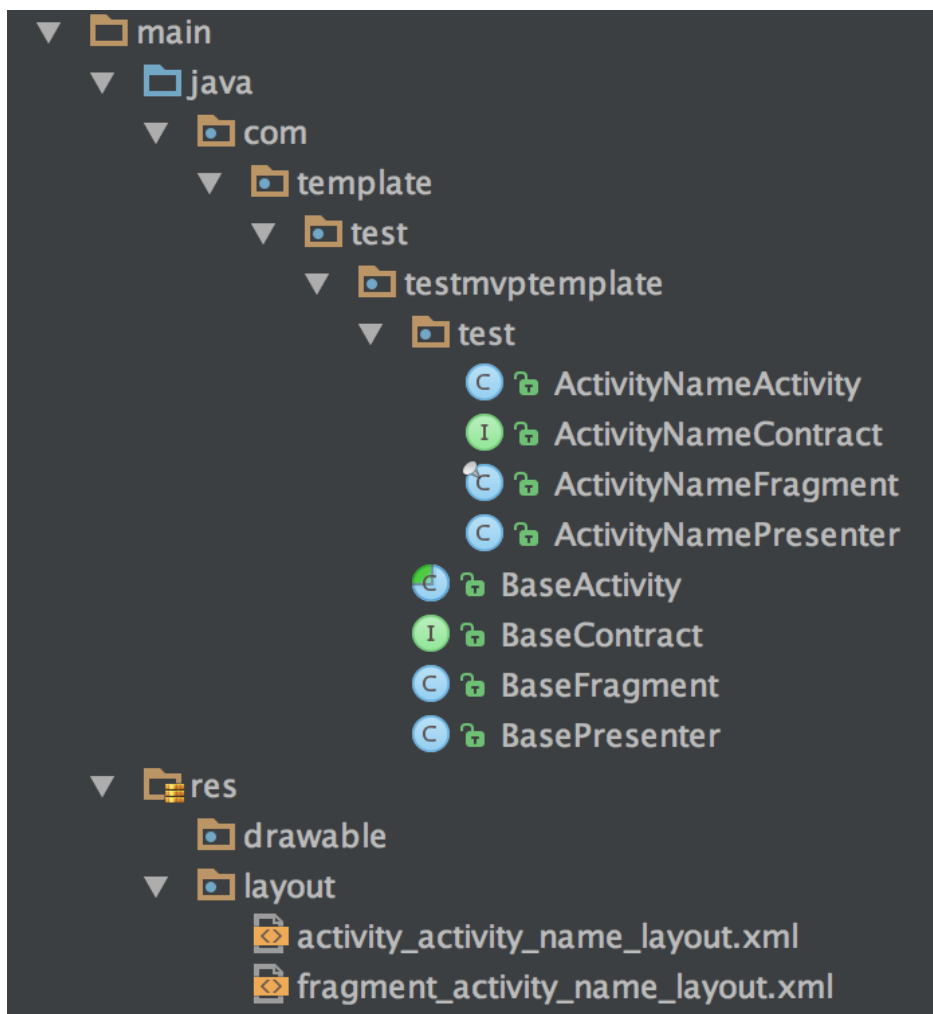 main
java
com
template
test
testmvptemplate
test
C ActivityNameActivity
I ActivityNameContract
C ActivityNameFragment
C ActivityNamePresenter
C BaseActivity
I BaseContract
C BaseFragment
C BasePresenter
res
drawable
layout
activity_activity_name_layout.xml
fragment_activity_name_layout.xml